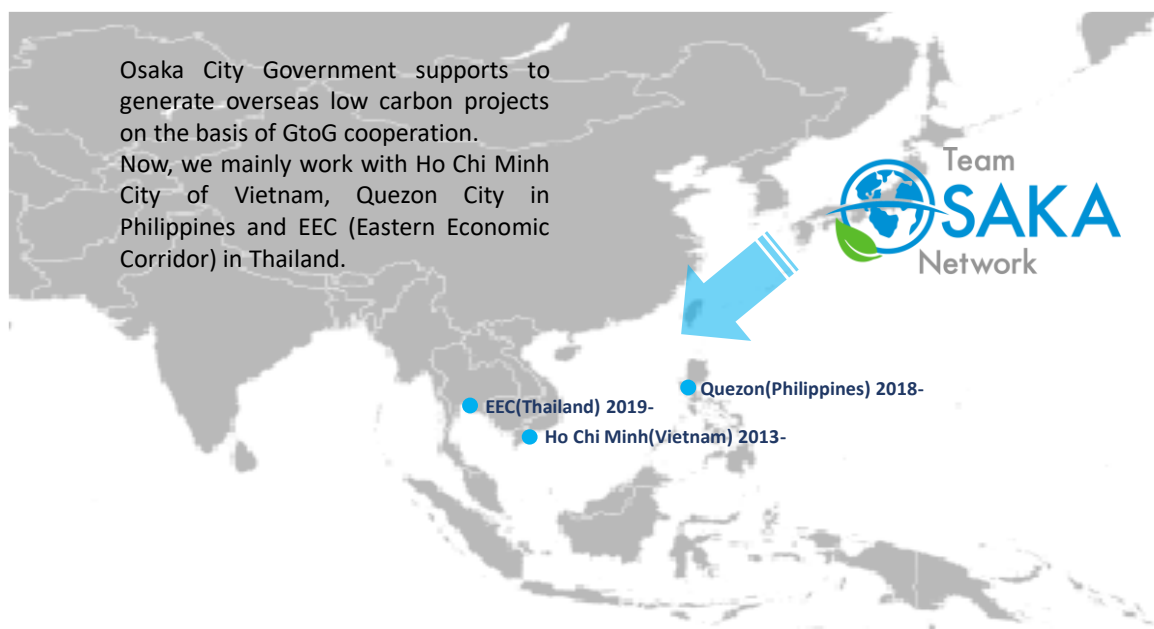 Osaka City Government supports to
generate overseas low carbon projects
on the basis of GtoG cooperation.
Now, we mainly work with Ho Chi Minh
City of Vietnam, Quezon City in
Philippines and EEC (Eastern Economic
Corridor) in Thailand.
Team
OSAKA
Network
Quezon(Philippines) 2018-
EEC(Thailand) 2019-
Ho Chi Minh(Vietnam) 2013-